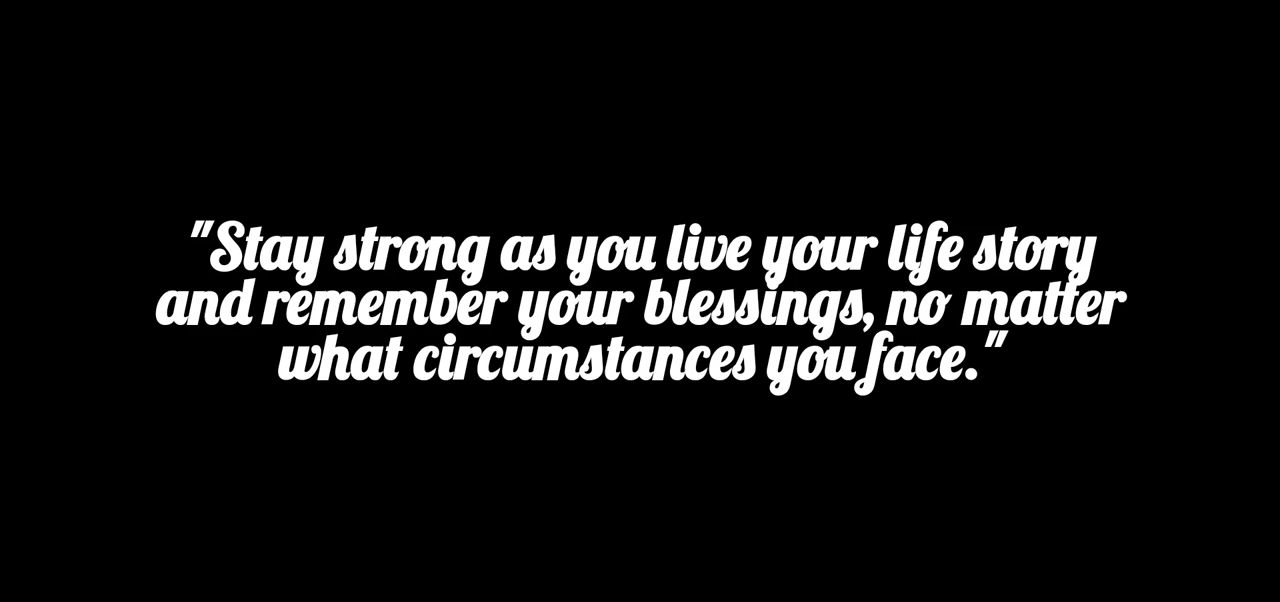 "Stay strong as you live your life story
and remember your blessings, no matter
what circumstances you face."